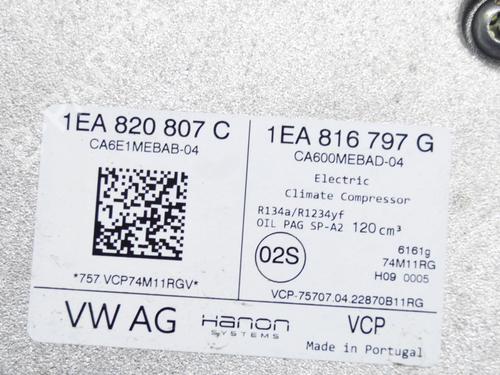 1EA 820 807 C
CA6E1MEBAB-04
*757 VCP74M11RGV*
1EA 816 797 G
CA600MEBAD-04
Electric
Climate Compressor
R134a/R1234yf
OIL PAG SP-A2 120 cm³
02S
6161g
74M11RG
H09 0005
VCP-75707.04.22870B11RG
VW AG
Hanon
SYSTEMS
VCP
Made in Portugal